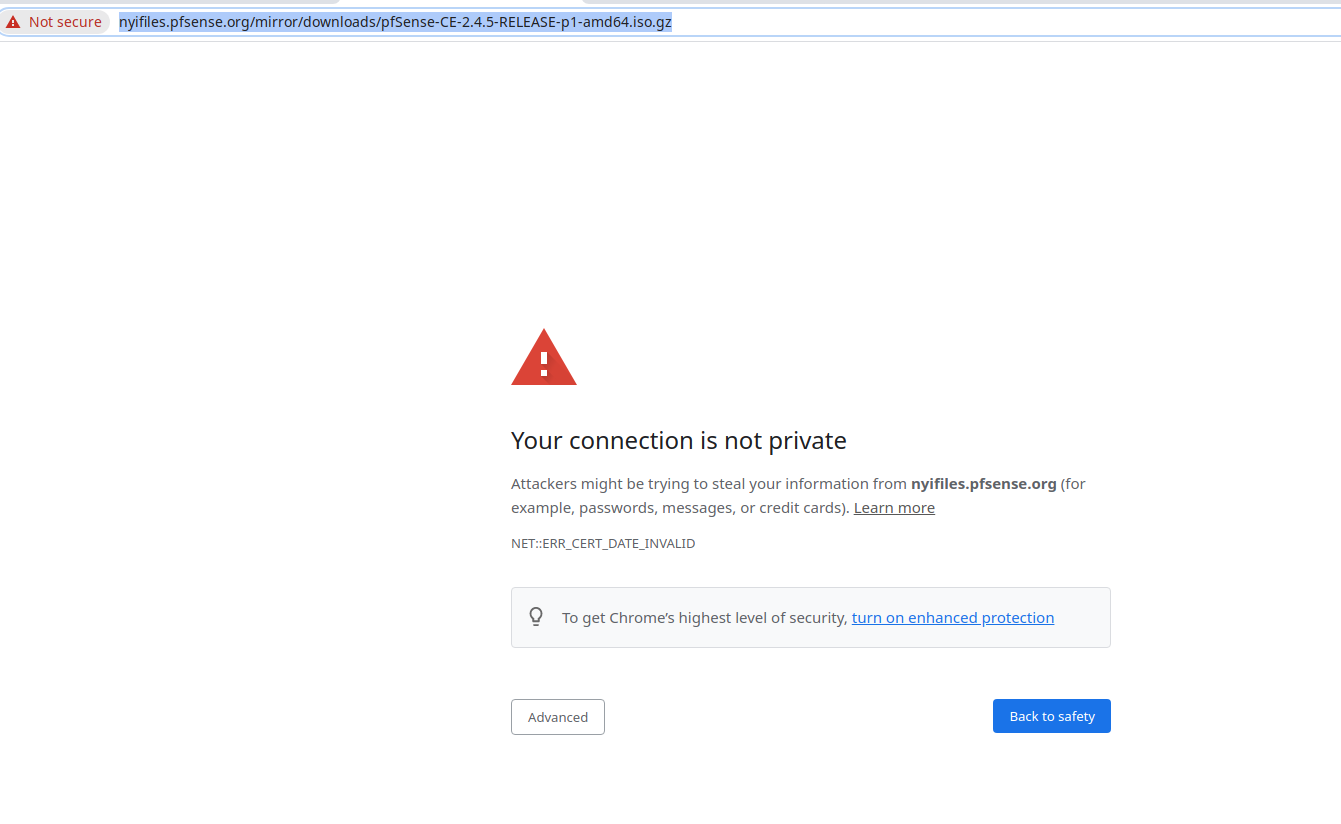 Not secure nyifiles.pfsense.org/mirror/downloads/pfSense-CE-2.4.5-RELEASE-p1-amd64.iso.gz
Your connection is not private
Attackers might be trying to steal your information from nyifiles.pfsense.org (for
example, passwords, messages, or credit cards). Learn more
NET::ERR_CERT_DATE_INVALID
To get Chrome’s highest level of security, turn on enhanced protection
Advanced Back to safety